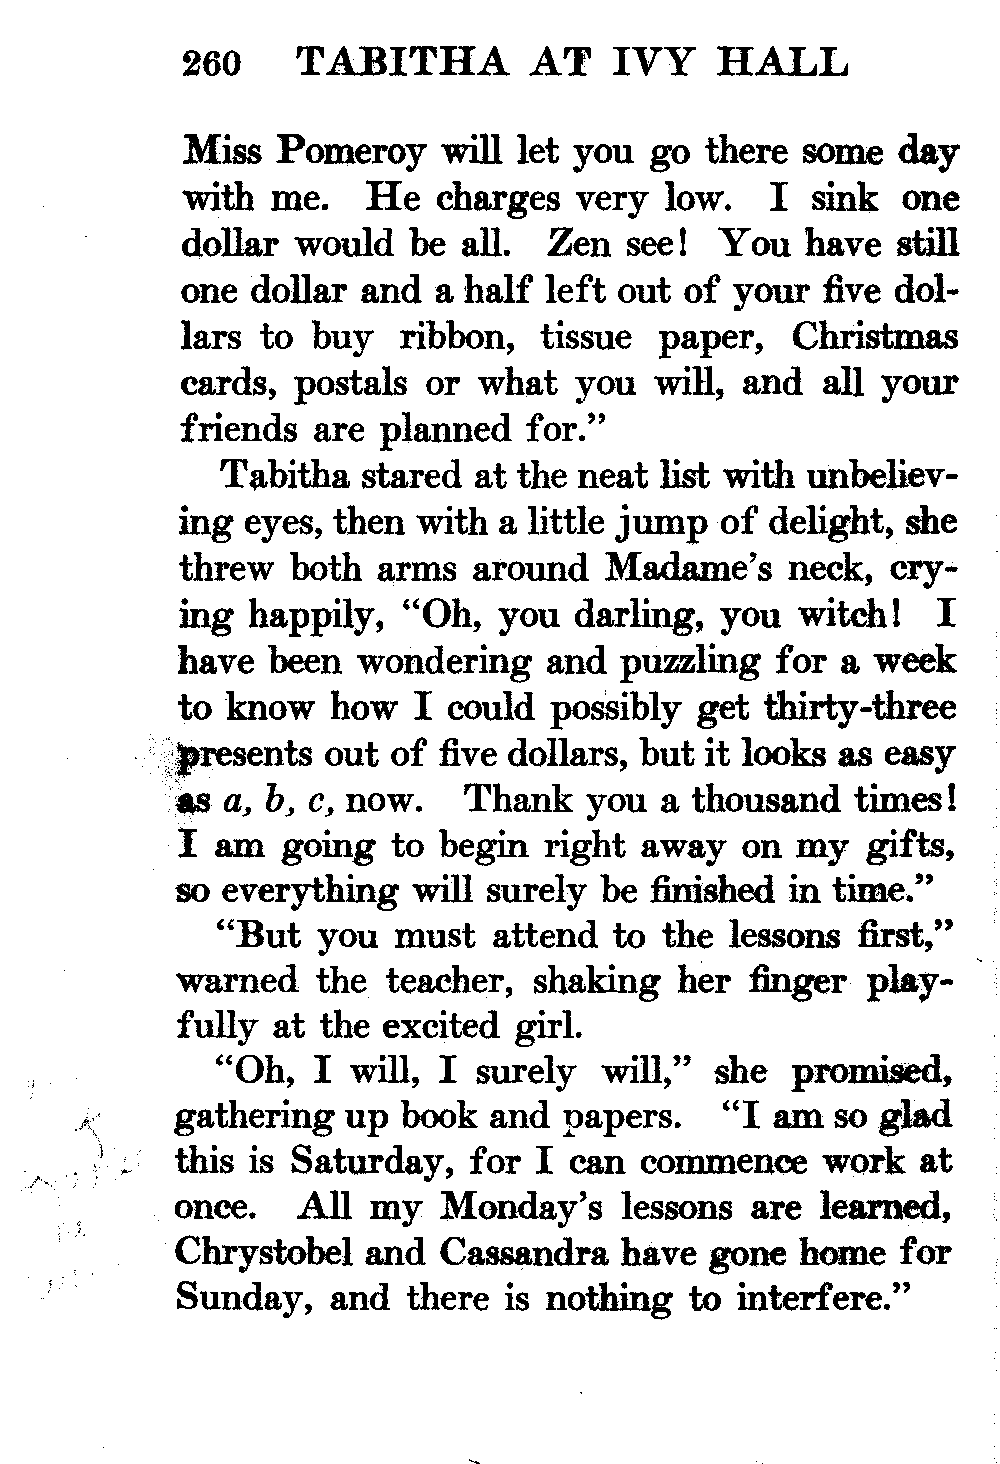 260 TABITHA AT IVY HALL
Miss Pomeroy will let you go there some day
with me. He charges very low. I sink one
dollar would be all. Zen see! You have still
one dollar and a half left out of your five dol-
lars to buy ribbon, tissue paper, Christmas
cards, postals or what you will, and all your
friends are planned for.”
Tabitha stared at the neat list with unbeliev-
ing eyes, then with a little jump of delight, she
threw both arms around Madame’s neck, cry-
ing happily, “Oh, you darling, you witch! I
have been wondering and puzzling for a week
to know how I could possibly get thirty-three
presents out of five dollars, but it looks as easy
as a, b, c, now. Thank you a thousand times!
I am going to begin right away on my gifts,
so everything will surely be finished in time.”
“But you must attend to the lessons first,”
warned the teacher, shaking her finger play-
fully at the excited girl.
“Oh, I will, I surely will,” she promised,
gathering up book and papers. “I am so glad
this is Saturday, for I can commence work at
once. All my Monday’s lessons are learned,
Chrystobel and Cassandra have gone home for
Sunday, and there is nothing to interfere.”